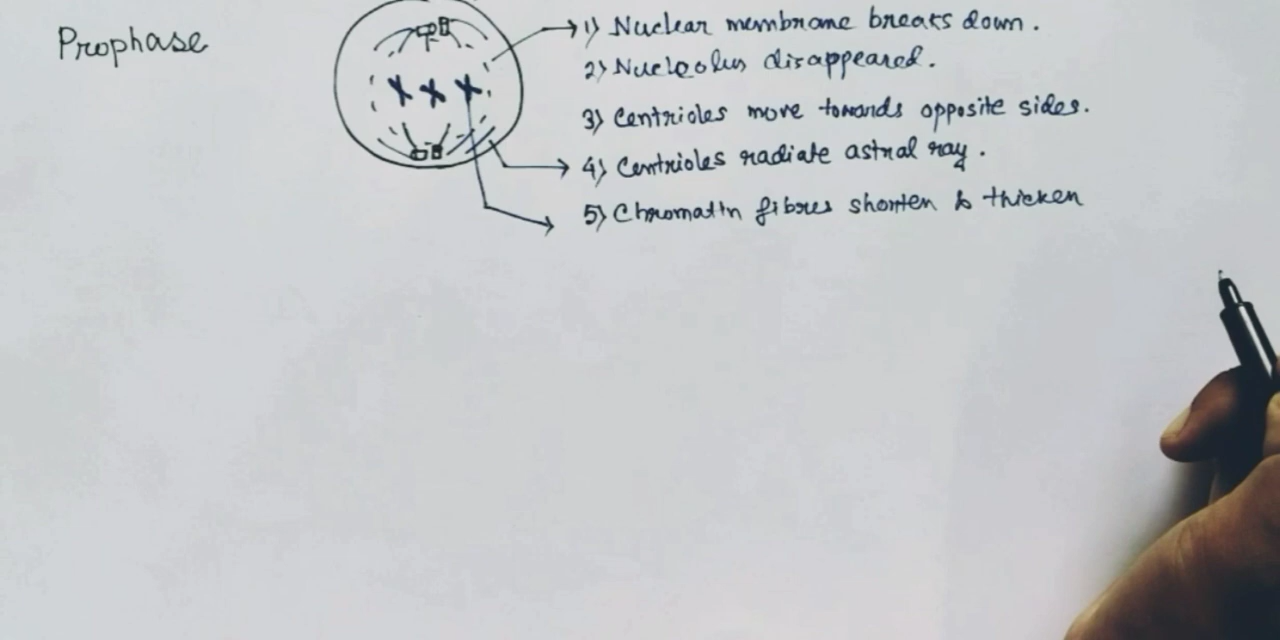 Prophase
1) Nuclear membrane breaks down.
2) Nucleolus disappeared.
3) Centrioles move towards opposite sides.
4) Centrioles radiate astral ray.
5) Chromatin fibres shorten & thicken